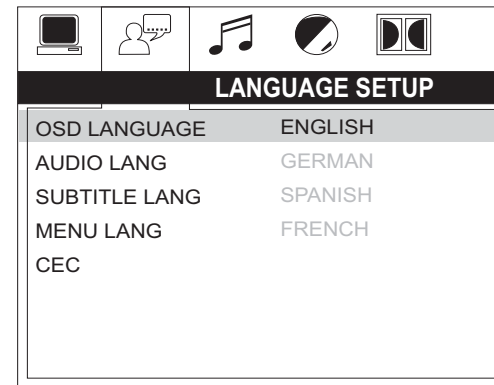 LANGUAGE SETUP
OSD LANGUAGE ENGLISH
AUDIO LANG GERMAN
SUBTITLE LANG SPANISH
MENU LANG FRENCH
CEC